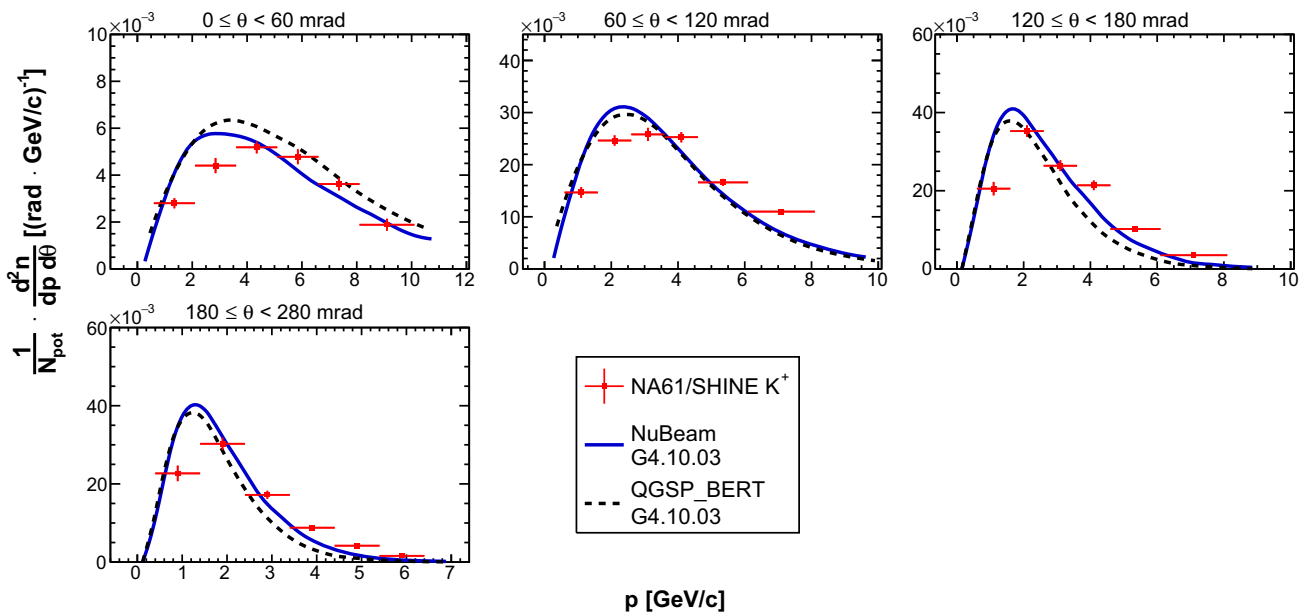 ×10⁻³ 0 ≤ θ < 60 mrad
10
8
6
4
2
0
0 2 4 6 8 10 12
×10⁻³ 60 ≤ θ < 120 mrad
40
30
20
10
0
0 2 4 6 8 10
×10⁻³ 120 ≤ θ < 180 mrad
60
40
20
0
0 2 4 6 8 10
1/N_pot · d²n/dp dθ [(rad · GeV/c)⁻¹]
×10⁻³ 180 ≤ θ < 280 mrad
60
40
20
0
0 1 2 3 4 5 6 7
NA61/SHINE K⁺
NuBeam
G4.10.03
QGSP_BERT
G4.10.03
p [GeV/c]